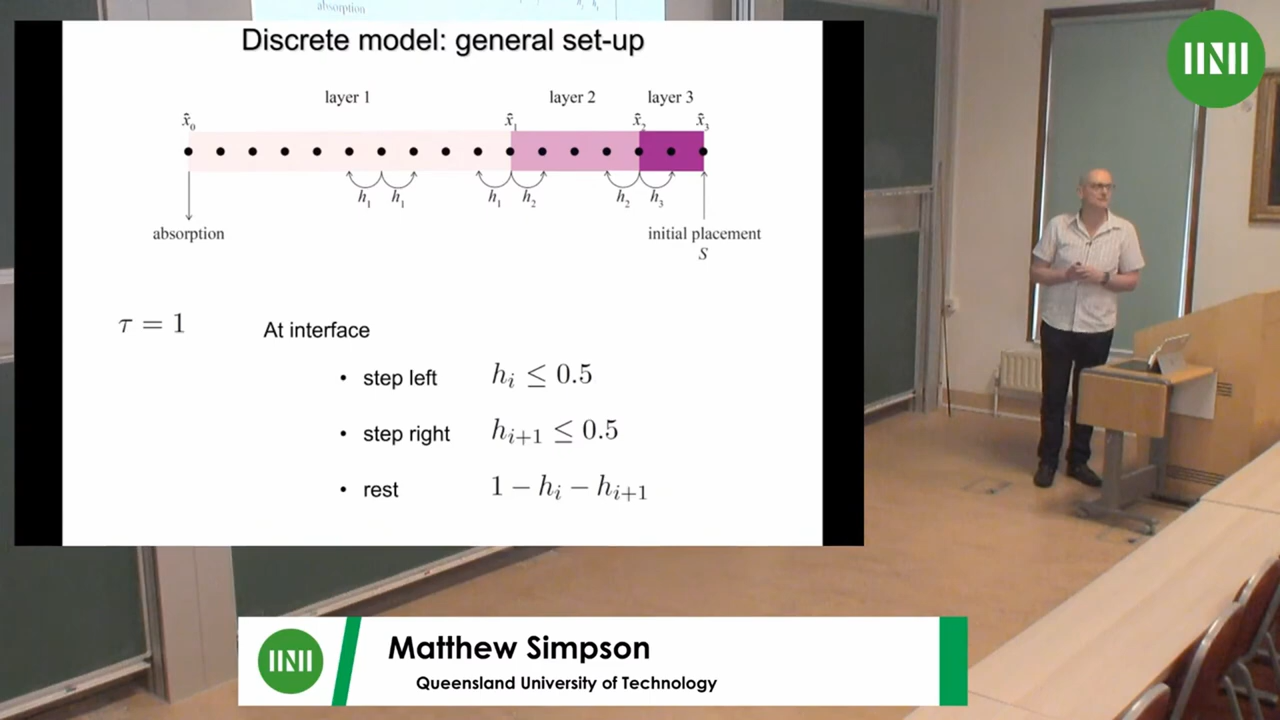 absorption
Discrete model: general set-up
layer 1 layer 2 layer 3
x̂₀ x̂₁ x̂₂ x̂₃
h₁ h₁ h₁ h₂ h₂ h₃
absorption initial placement
S
τ = 1 At interface
• step left hᵢ ≤ 0.5
• step right hᵢ₊₁ ≤ 0.5
• rest 1 − hᵢ − hᵢ₊₁
Matthew Simpson
Queensland University of Technology